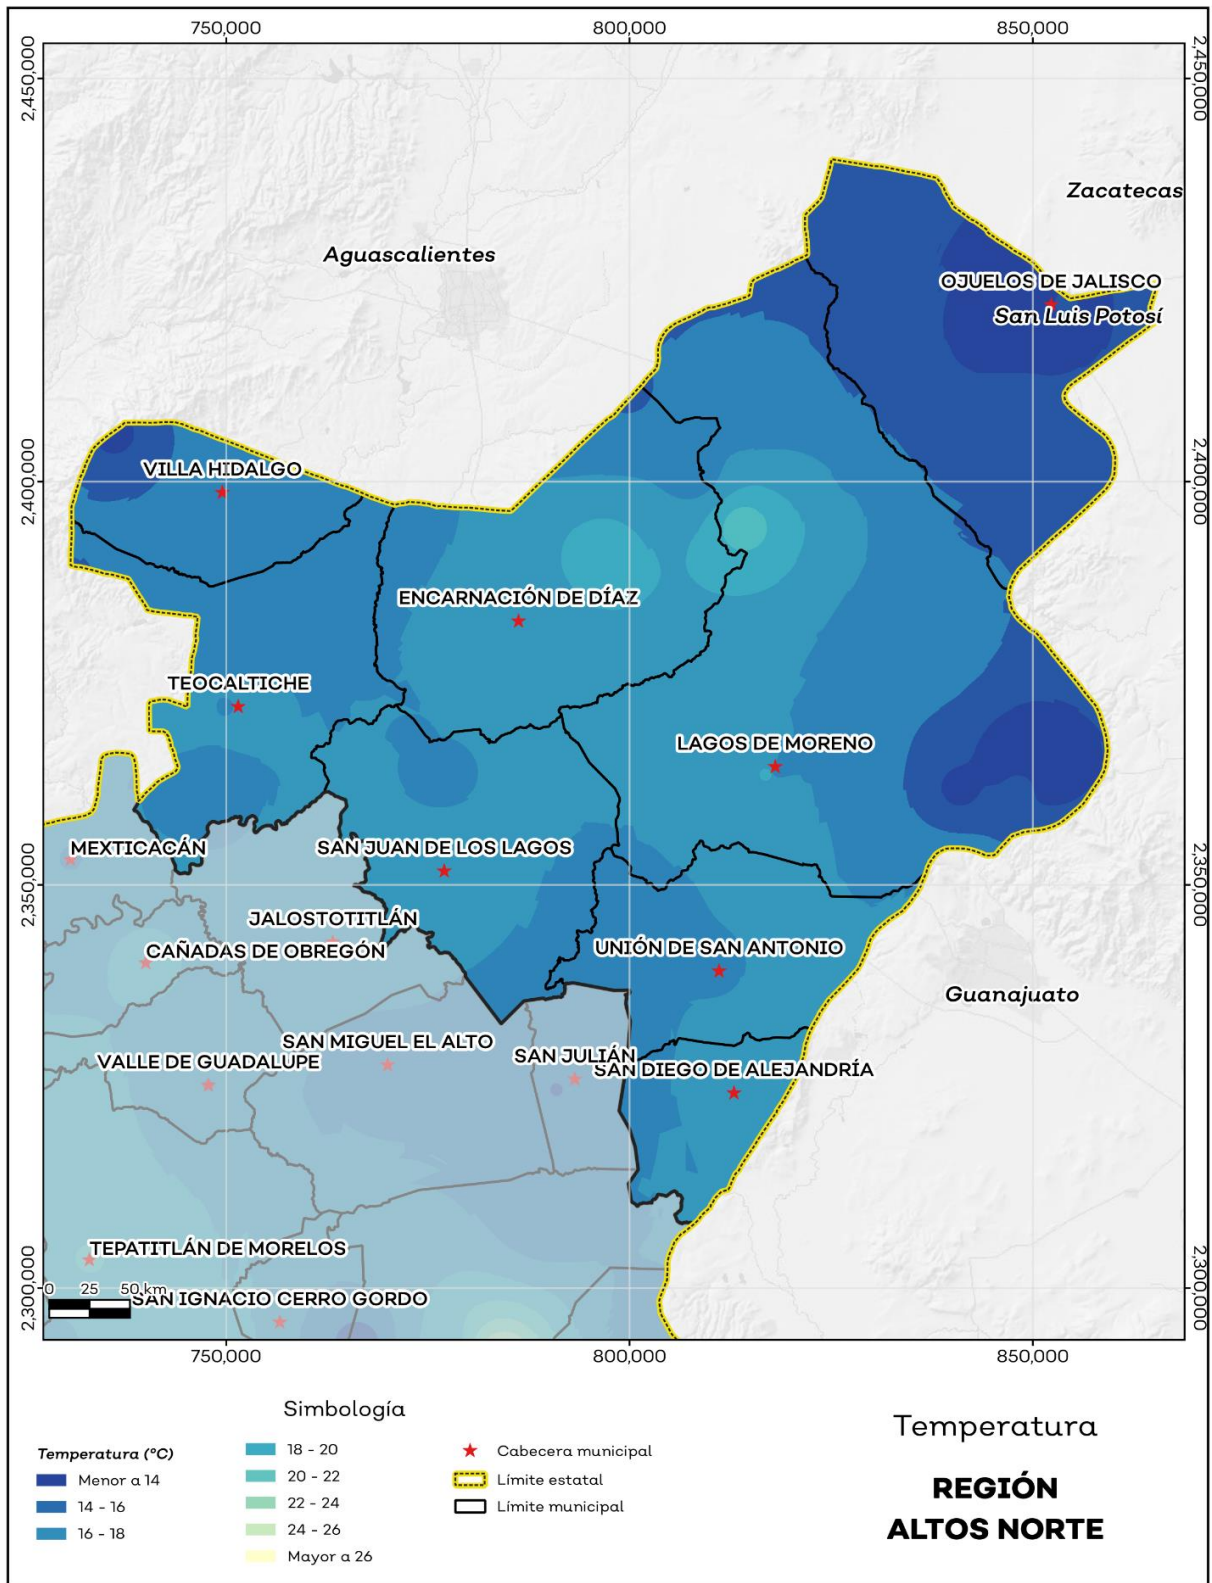 750,000
800,000
850,000
2,450,000
2,450,000
Zacatecas
Aguascalientes
OJUELOS DE JALISCO
San Luis Potosí
VILLA HIDALGO
2,400,000
2,400,000
ENCARNACIÓN DE DÍAZ
TEOCALTICHE
LAGOS DE MORENO
MEXTICACÁN
SAN JUAN DE LOS LAGOS
2,350,000
2,350,000
JALOSTOTITLÁN
CAÑADAS DE OBREGÓN
UNIÓN DE SAN ANTONIO
Guanajuato
SAN MIGUEL EL ALTO
VALLE DE GUADALUPE
SAN JULIÁN
SAN DIEGO DE ALEJANDRÍA
TEPATITLÁN DE MORELOS
2,300,000
2,300,000
0 25 50 km
SAN IGNACIO CERRO GORDO
750,000
800,000
850,000
Simbología
Temperatura (°C)
Menor a 14
14 - 16
16 - 18
18 - 20
20 - 22
22 - 24
24 - 26
Mayor a 26
Cabecera municipal
Límite estatal
Límite municipal
Temperatura
REGIÓN
ALTOS NORTE